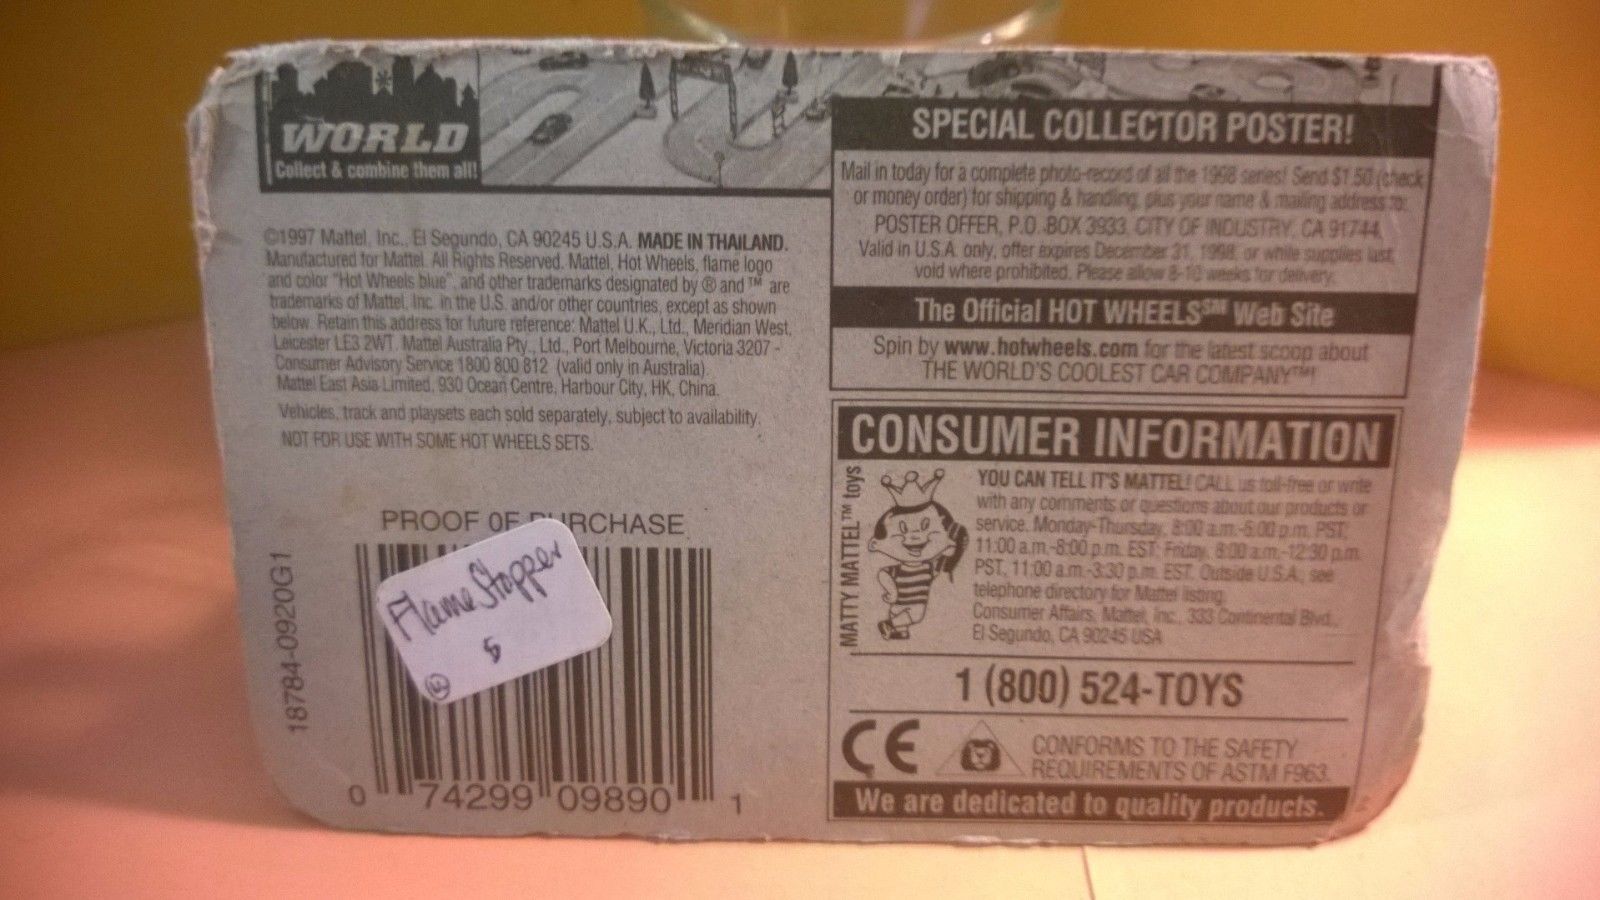 WORLD
Collect & combine them all!
©1997 Mattel, Inc., El Segundo, CA 90245 U.S.A. MADE IN THAILAND.
Manufactured for Mattel. All Rights Reserved. Mattel, Hot Wheels, flame logo
and color "Hot Wheels blue", and other trademarks designated by ® and ™ are
trademarks of Mattel, Inc. in the U.S. and/or other countries, except as shown
below. Retain this address for future reference: Mattel U.K., Ltd., Meridian West,
Leicester LE3 2WT. Mattel Australia Pty., Ltd., Port Melbourne, Victoria 3207 -
Consumer Advisory Service 1800 800 812 (valid only in Australia).
Mattel East Asia Limited, 930 Ocean Centre, Harbour City, HK, China.
Vehicles, track and playsets each sold separately, subject to availability.
NOT FOR USE WITH SOME HOT WHEELS SETS.
PROOF OF PURCHASE
Flame Stopper
5
18784-0920G1
0 74299 09890 1
SPECIAL COLLECTOR POSTER!
Mail in today for a complete photo-record of all the 1998 series! Send $1.50 (check
or money order) for shipping & handling, plus your name & mailing address to:
POSTER OFFER, P.O. BOX 3933, CITY OF INDUSTRY, CA 91744
Valid in U.S.A. only, offer expires December 31, 1998, or while supplies last,
void where prohibited. Please allow 8-10 weeks for delivery.
The Official HOT WHEELS℠ Web Site
Spin by www.hotwheels.com for the latest scoop about
THE WORLD'S COOLEST CAR COMPANY™!
CONSUMER INFORMATION
MATTY MATTEL™ toys
YOU CAN TELL IT'S MATTEL! CALL us toll-free or write
with any comments or questions about our products or
service. Monday-Thursday, 8:00 a.m.-5:00 p.m. PST,
11:00 a.m.-8:00 p.m. EST; Friday, 8:00 a.m.-12:30 p.m.
PST, 11:00 a.m.-3:30 p.m. EST. Outside U.S.A., see
telephone directory for Mattel listing.
Consumer Affairs, Mattel, Inc., 333 Continental Blvd.,
El Segundo, CA 90245 USA
1 (800) 524-TOYS
CE
CONFORMS TO THE SAFETY
REQUIREMENTS OF ASTM F963.
We are dedicated to quality products.